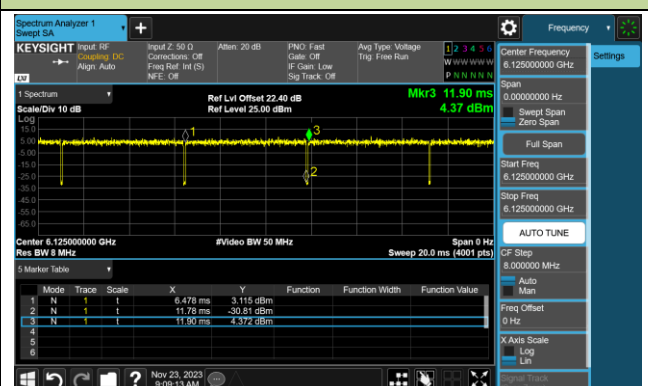 Spectrum Analyzer 1
Swept SA
Frequency
KEYSIGHT Input: RF Input Z: 50 Ω Atten: 20 dB PNO: Fast Avg Type: Voltage 1 2 3 4 5 6
Coupling: DC Corrections: Off Gate: Off Trig: Free Run W W W W W W
Align: Auto Freq Ref: Int (S) IF Gain: Low P N N N N N
NFE: Off Sig Track: Off
LXI
1 Spectrum
Ref Lvl Offset 22.40 dB Mkr3 11.90 ms
Scale/Div 10 dB Ref Level 25.00 dBm 4.37 dBm
Log
15.0
5.00
-5.00
-15.0
-25.0
-35.0
-45.0
-55.0
-65.0
1
3
2
Center 6.125000000 GHz #Video BW 50 MHz Span 0 Hz
Res BW 8 MHz Sweep 20.0 ms (4001 pts)
5 Marker Table
Mode Trace Scale X Y Function Function Width Function Value
1 N 1 t 6.478 ms 3.115 dBm
2 N 1 t 11.78 ms -30.81 dBm
3 N 1 t 11.90 ms 4.372 dBm
4
5
6
?
Nov 23, 2023
9:09:13 AM
Center Frequency
6.125000000 GHz
Settings
Span
0.00000000 Hz
Swept Span
Zero Span
Full Span
Start Freq
6.125000000 GHz
Stop Freq
6.125000000 GHz
AUTO TUNE
CF Step
8.000000 MHz
Auto
Man
Freq Offset
0 Hz
X Axis Scale
Log
Lin
Signal Track